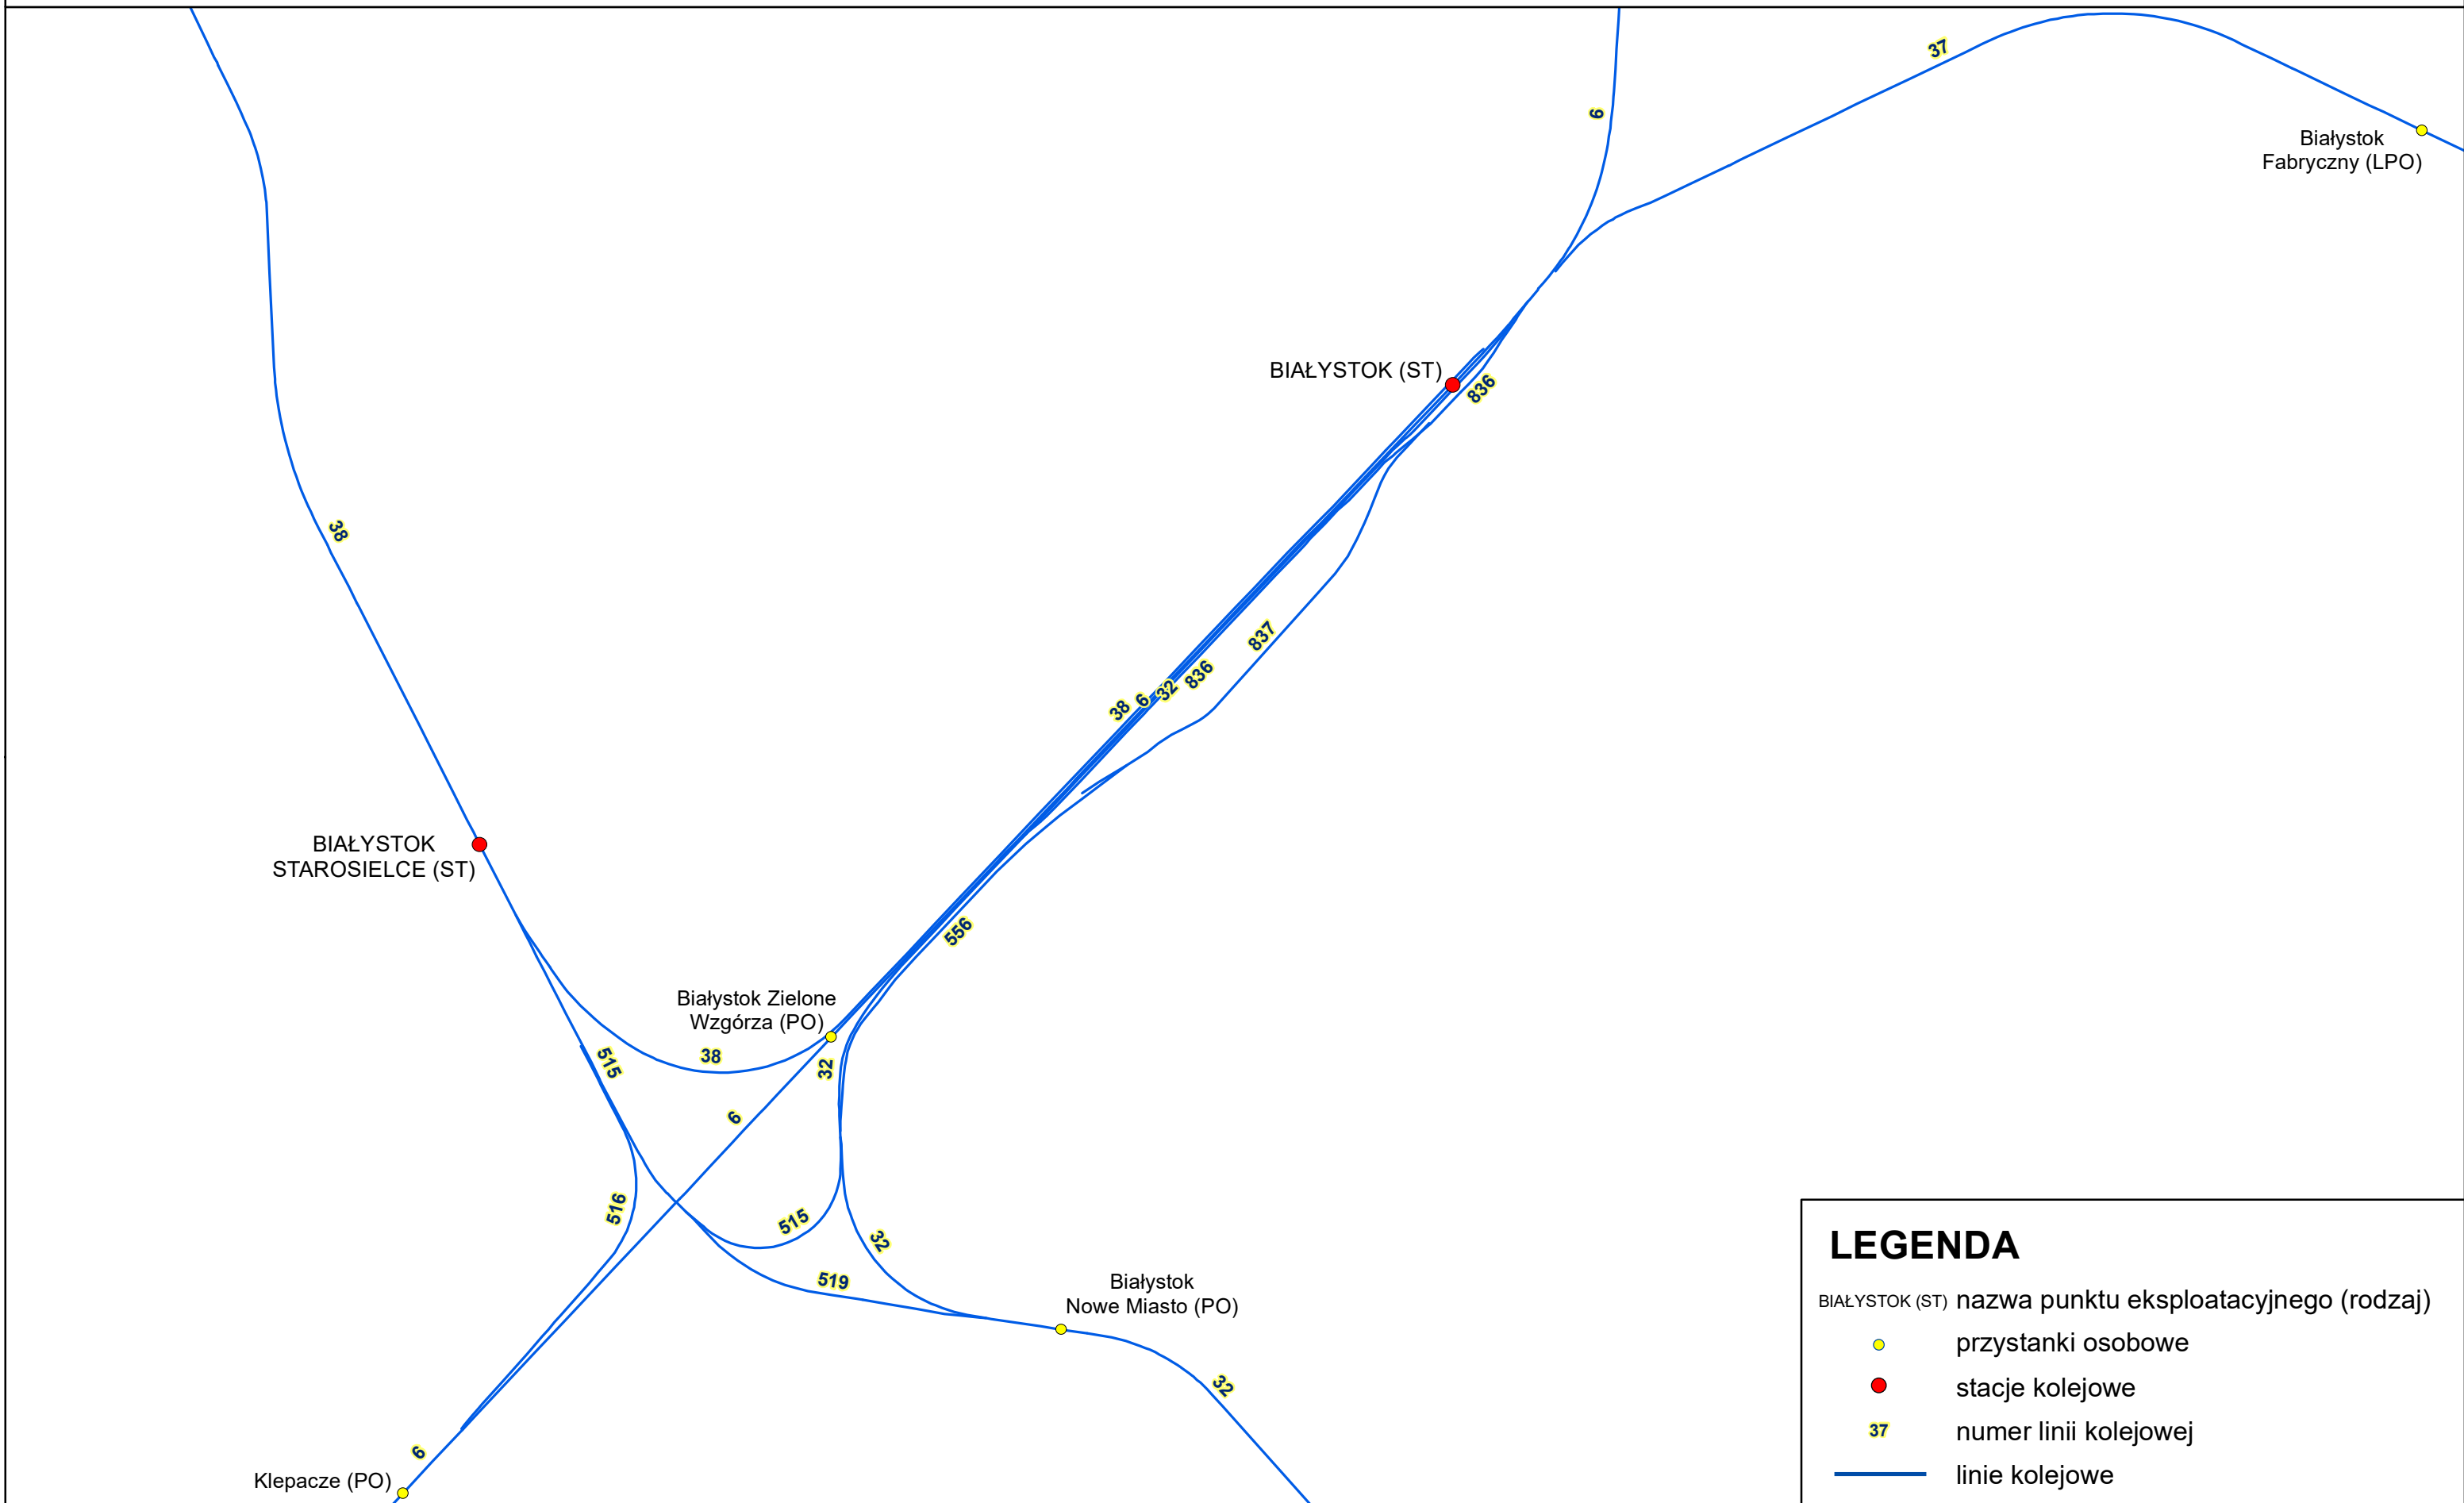 37
6
Białystok
Fabryczny (LPO)
BIAŁYSTOK (ST)
836
38
837
836
32
6
38
BIAŁYSTOK
STAROSIELCE (ST)
556
Białystok Zielone
Wzgórza (PO)
38
32
515
6
516
515
32
519
Białystok
Nowe Miasto (PO)
32
6
Klepacze (PO)
LEGENDA
BIAŁYSTOK (ST) nazwa punktu eksploatacyjnego (rodzaj)
przystanki osobowe
stacje kolejowe
37 numer linii kolejowej
linie kolejowe